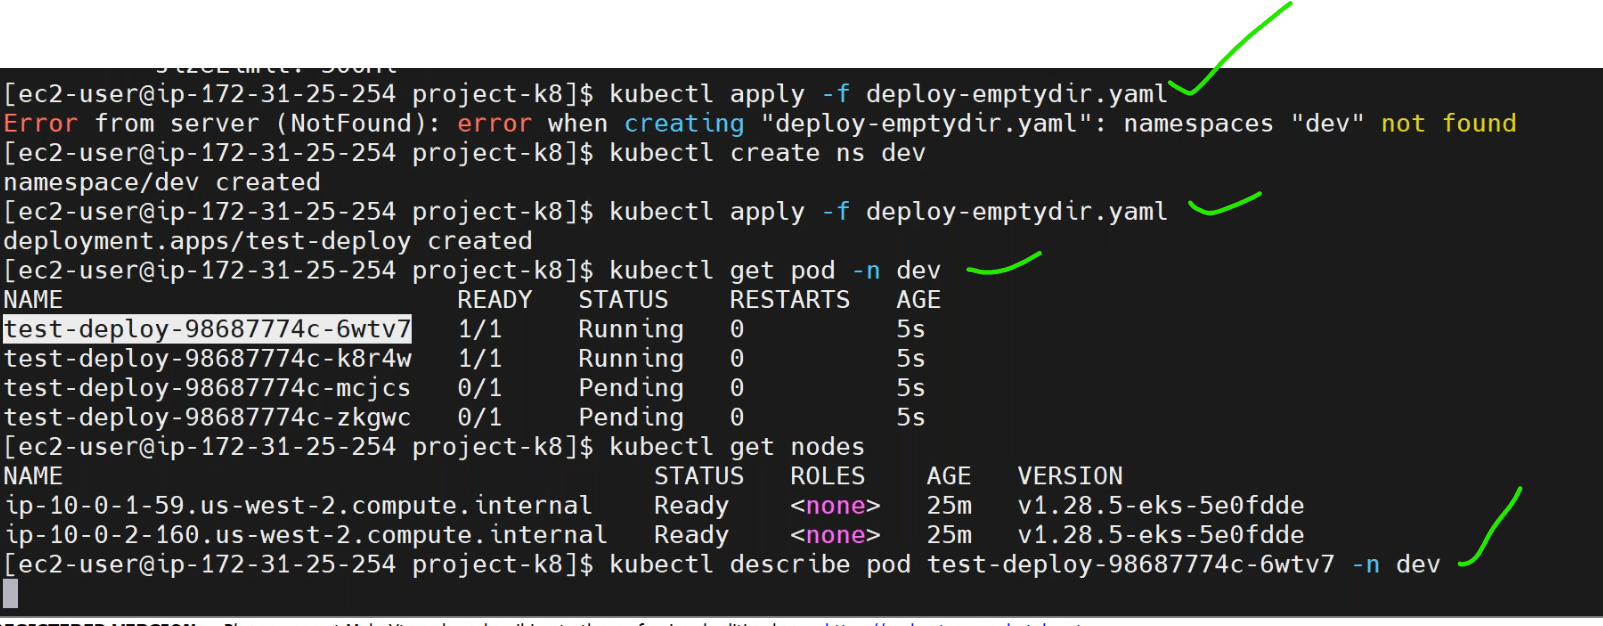 sizeLimit: 500Mi
[ec2-user@ip-172-31-25-254 project-k8]$ kubectl apply -f deploy-emptydir.yaml
Error from server (NotFound): error when creating "deploy-emptydir.yaml": namespaces "dev" not found
[ec2-user@ip-172-31-25-254 project-k8]$ kubectl create ns dev
namespace/dev created
[ec2-user@ip-172-31-25-254 project-k8]$ kubectl apply -f deploy-emptydir.yaml
deployment.apps/test-deploy created
[ec2-user@ip-172-31-25-254 project-k8]$ kubectl get pod -n dev
NAME READY STATUS RESTARTS AGE
test-deploy-98687774c-6wtv7 1/1 Running 0 5s
test-deploy-98687774c-k8r4w 1/1 Running 0 5s
test-deploy-98687774c-mcjcs 0/1 Pending 0 5s
test-deploy-98687774c-zkgwc 0/1 Pending 0 5s
[ec2-user@ip-172-31-25-254 project-k8]$ kubectl get nodes
NAME STATUS ROLES AGE VERSION
ip-10-0-1-59.us-west-2.compute.internal Ready <none> 25m v1.28.5-eks-5e0fdde
ip-10-0-2-160.us-west-2.compute.internal Ready <none> 25m v1.28.5-eks-5e0fdde
[ec2-user@ip-172-31-25-254 project-k8]$ kubectl describe pod test-deploy-98687774c-6wtv7 -n dev